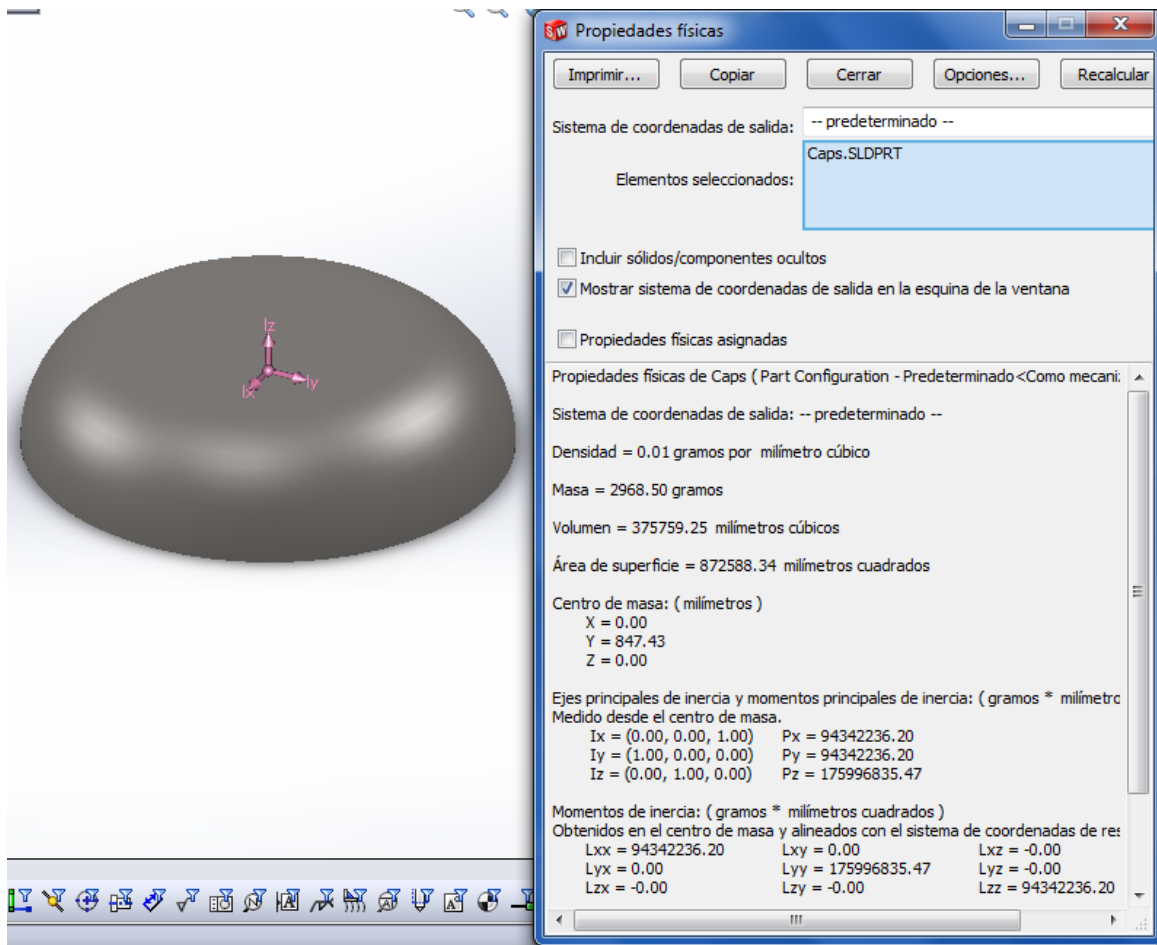 Propiedades físicas
Imprimir... Copiar Cerrar Opciones... Recalcular
Sistema de coordenadas de salida: -- predeterminado --
Caps.SLDPRT
Elementos seleccionados:
Incluir sólidos/componentes ocultos
Mostrar sistema de coordenadas de salida en la esquina de la ventana
Propiedades físicas asignadas
Propiedades físicas de Caps ( Part Configuration - Predeterminado<Como mecani
Sistema de coordenadas de salida: -- predeterminado --
Densidad = 0.01 gramos por milímetro cúbico
Masa = 2968.50 gramos
Volumen = 375759.25 milímetros cúbicos
Área de superficie = 872588.34 milímetros cuadrados
Centro de masa: ( milímetros )
X = 0.00
Y = 847.43
Z = 0.00
Ejes principales de inercia y momentos principales de inercia: ( gramos * milímetro
Medido desde el centro de masa.
Ix = (0.00, 0.00, 1.00) Px = 94342236.20
Iy = (1.00, 0.00, 0.00) Py = 94342236.20
Iz = (0.00, 1.00, 0.00) Pz = 175996835.47
Momentos de inercia: ( gramos * milímetros cuadrados )
Obtenidos en el centro de masa y alineados con el sistema de coordenadas de res
Lxx = 94342236.20 Lxy = 0.00 Lxz = -0.00
Lyx = 0.00 Lyy = 175996835.47 Lyz = -0.00
Lzx = -0.00 Lzy = -0.00 Lzz = 94342236.20
Iz
Iy
Ix